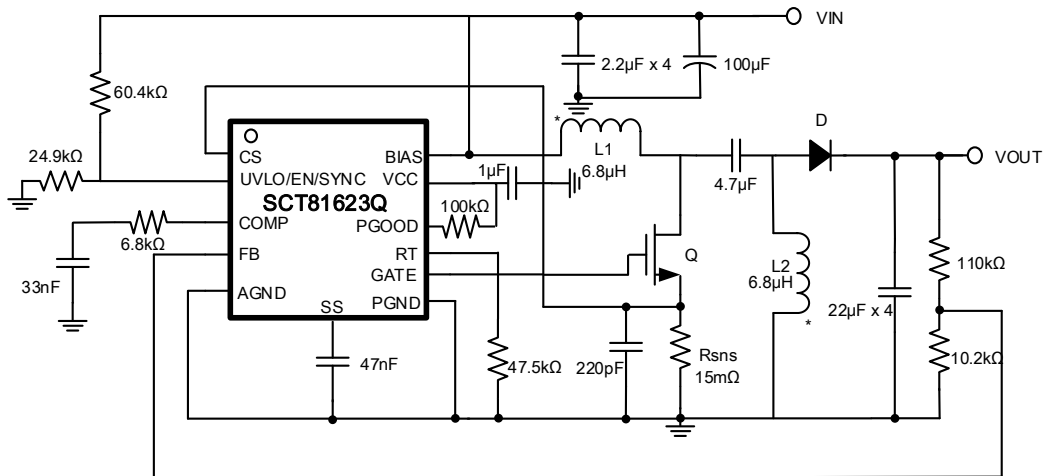 VIN
2.2µF x 4
100µF
60.4kΩ
*
L1
6.8µH
D
VOUT
24.9kΩ
CS
BIAS
1µF
UVLO/EN/SYNC
VCC
4.7µF
SCT81623Q
100kΩ
COMP
PGOOD
6.8kΩ
FB
RT
Q
GATE
L2
6.8µH
110kΩ
33nF
AGND
PGND
SS
*
22µF x 4
47nF
47.5kΩ
220pF
Rsns
15mΩ
10.2kΩ